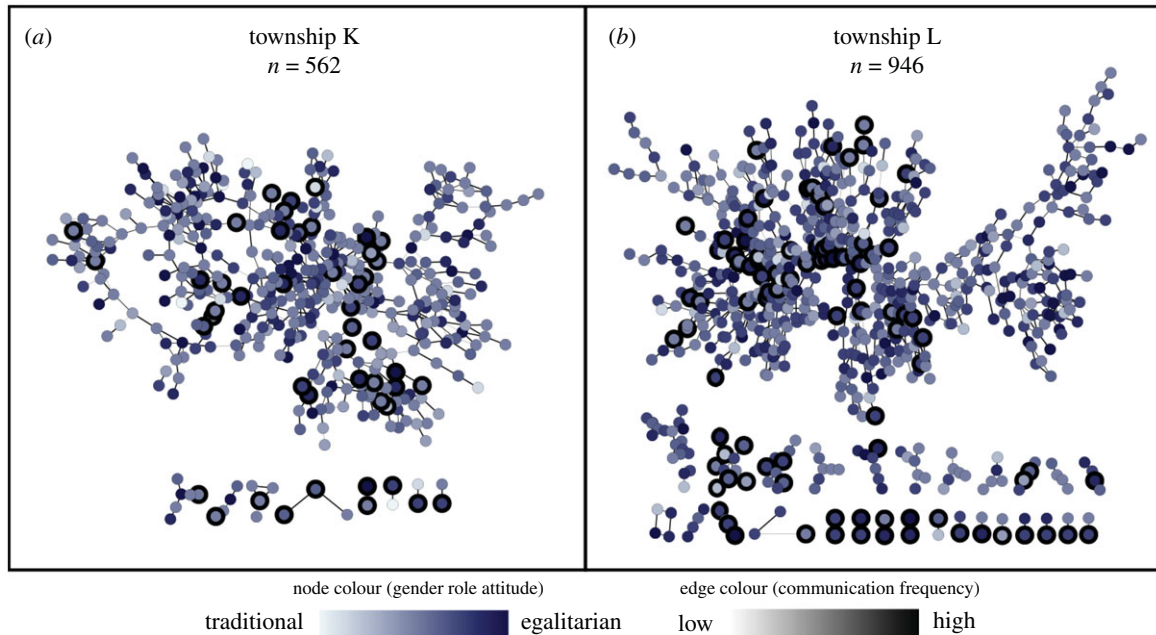 (a)
township K
n = 562
(b)
township L
n = 946
node colour (gender role attitude)
traditional
egalitarian
edge colour (communication frequency)
low
high